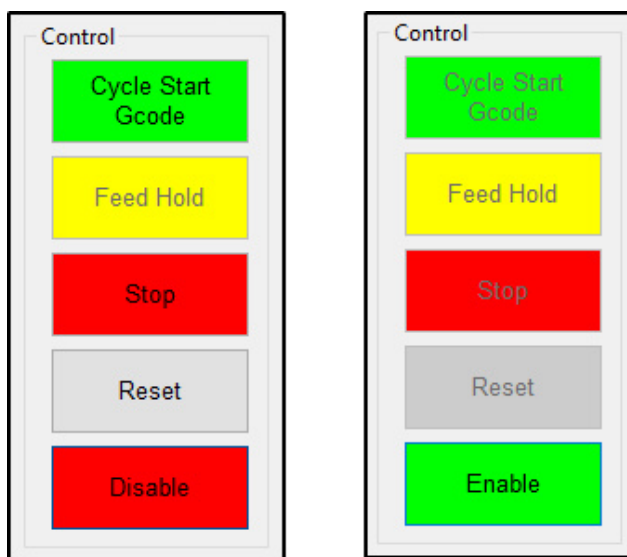 Control
Cycle Start
Gcode
Feed Hold
Stop
Reset
Disable
Control
Cycle Start
Gcode
Feed Hold
Stop
Reset
Enable